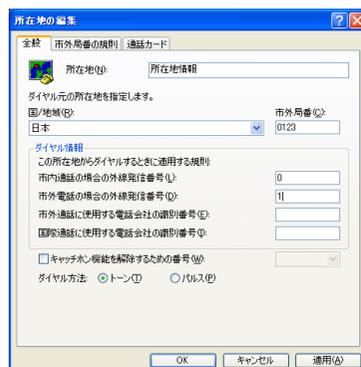 所在地の編集
全般 市外局番の規則 通話カード
所在地(N): 所在地情報
ダイヤル元の所在地を指定します。
国/地域(R): 市外局番(C):
日本 0123
ダイヤル情報
この所在地からダイヤルするときに適用する規則:
市内通話の場合の外線発信番号(L): 0
市外電話の場合の外線発信番号(D): 1
市外通話に使用する電話会社の識別番号(E):
国際通話に使用する電話会社の識別番号(I):
キャッチホン機能を解除するための番号(W):
ダイヤル方法: トーン(T) パルス(P)
OK キャンセル 適用(A)